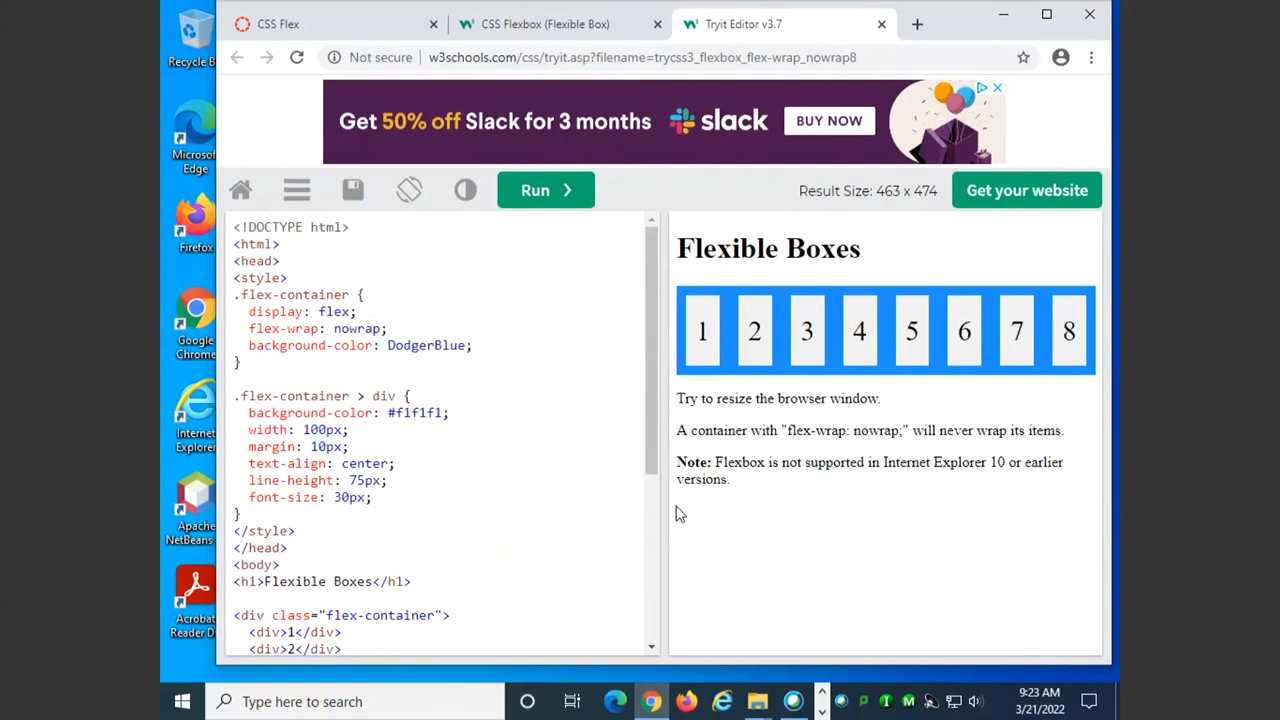 CSS Flex
CSS Flexbox (Flexible Box)
Tryit Editor v3.7
Not secure
w3schools.com/css/tryit.asp?filename=trycss3_flexbox_flex-wrap_nowrap8
Get 50% off Slack for 3 months
slack
BUY NOW
Run
Result Size: 463 x 474
Get your website
<!DOCTYPE html>
<html>
<head>
<style>
.flex-container {
display: flex;
flex-wrap: nowrap;
background-color: DodgerBlue;
}
.flex-container > div {
background-color: #f1f1f1;
width: 100px;
margin: 10px;
text-align: center;
line-height: 75px;
font-size: 30px;
}
</style>
</head>
<body>
<h1>Flexible Boxes</h1>
<div class="flex-container">
<div>1</div>
<div>2</div>
Flexible Boxes
1 2 3 4 5 6 7 8
Try to resize the browser window.
A container with "flex-wrap: nowrap;" will never wrap its items.
Note: Flexbox is not supported in Internet Explorer 10 or earlier
versions.
Recycle B
Microsof
Edge
Firefox
Google
Chrome
Internet
Explorer
Apache
NetBeans
Acrobat
Reader D
Type here to search
9:23 AM
3/21/2022